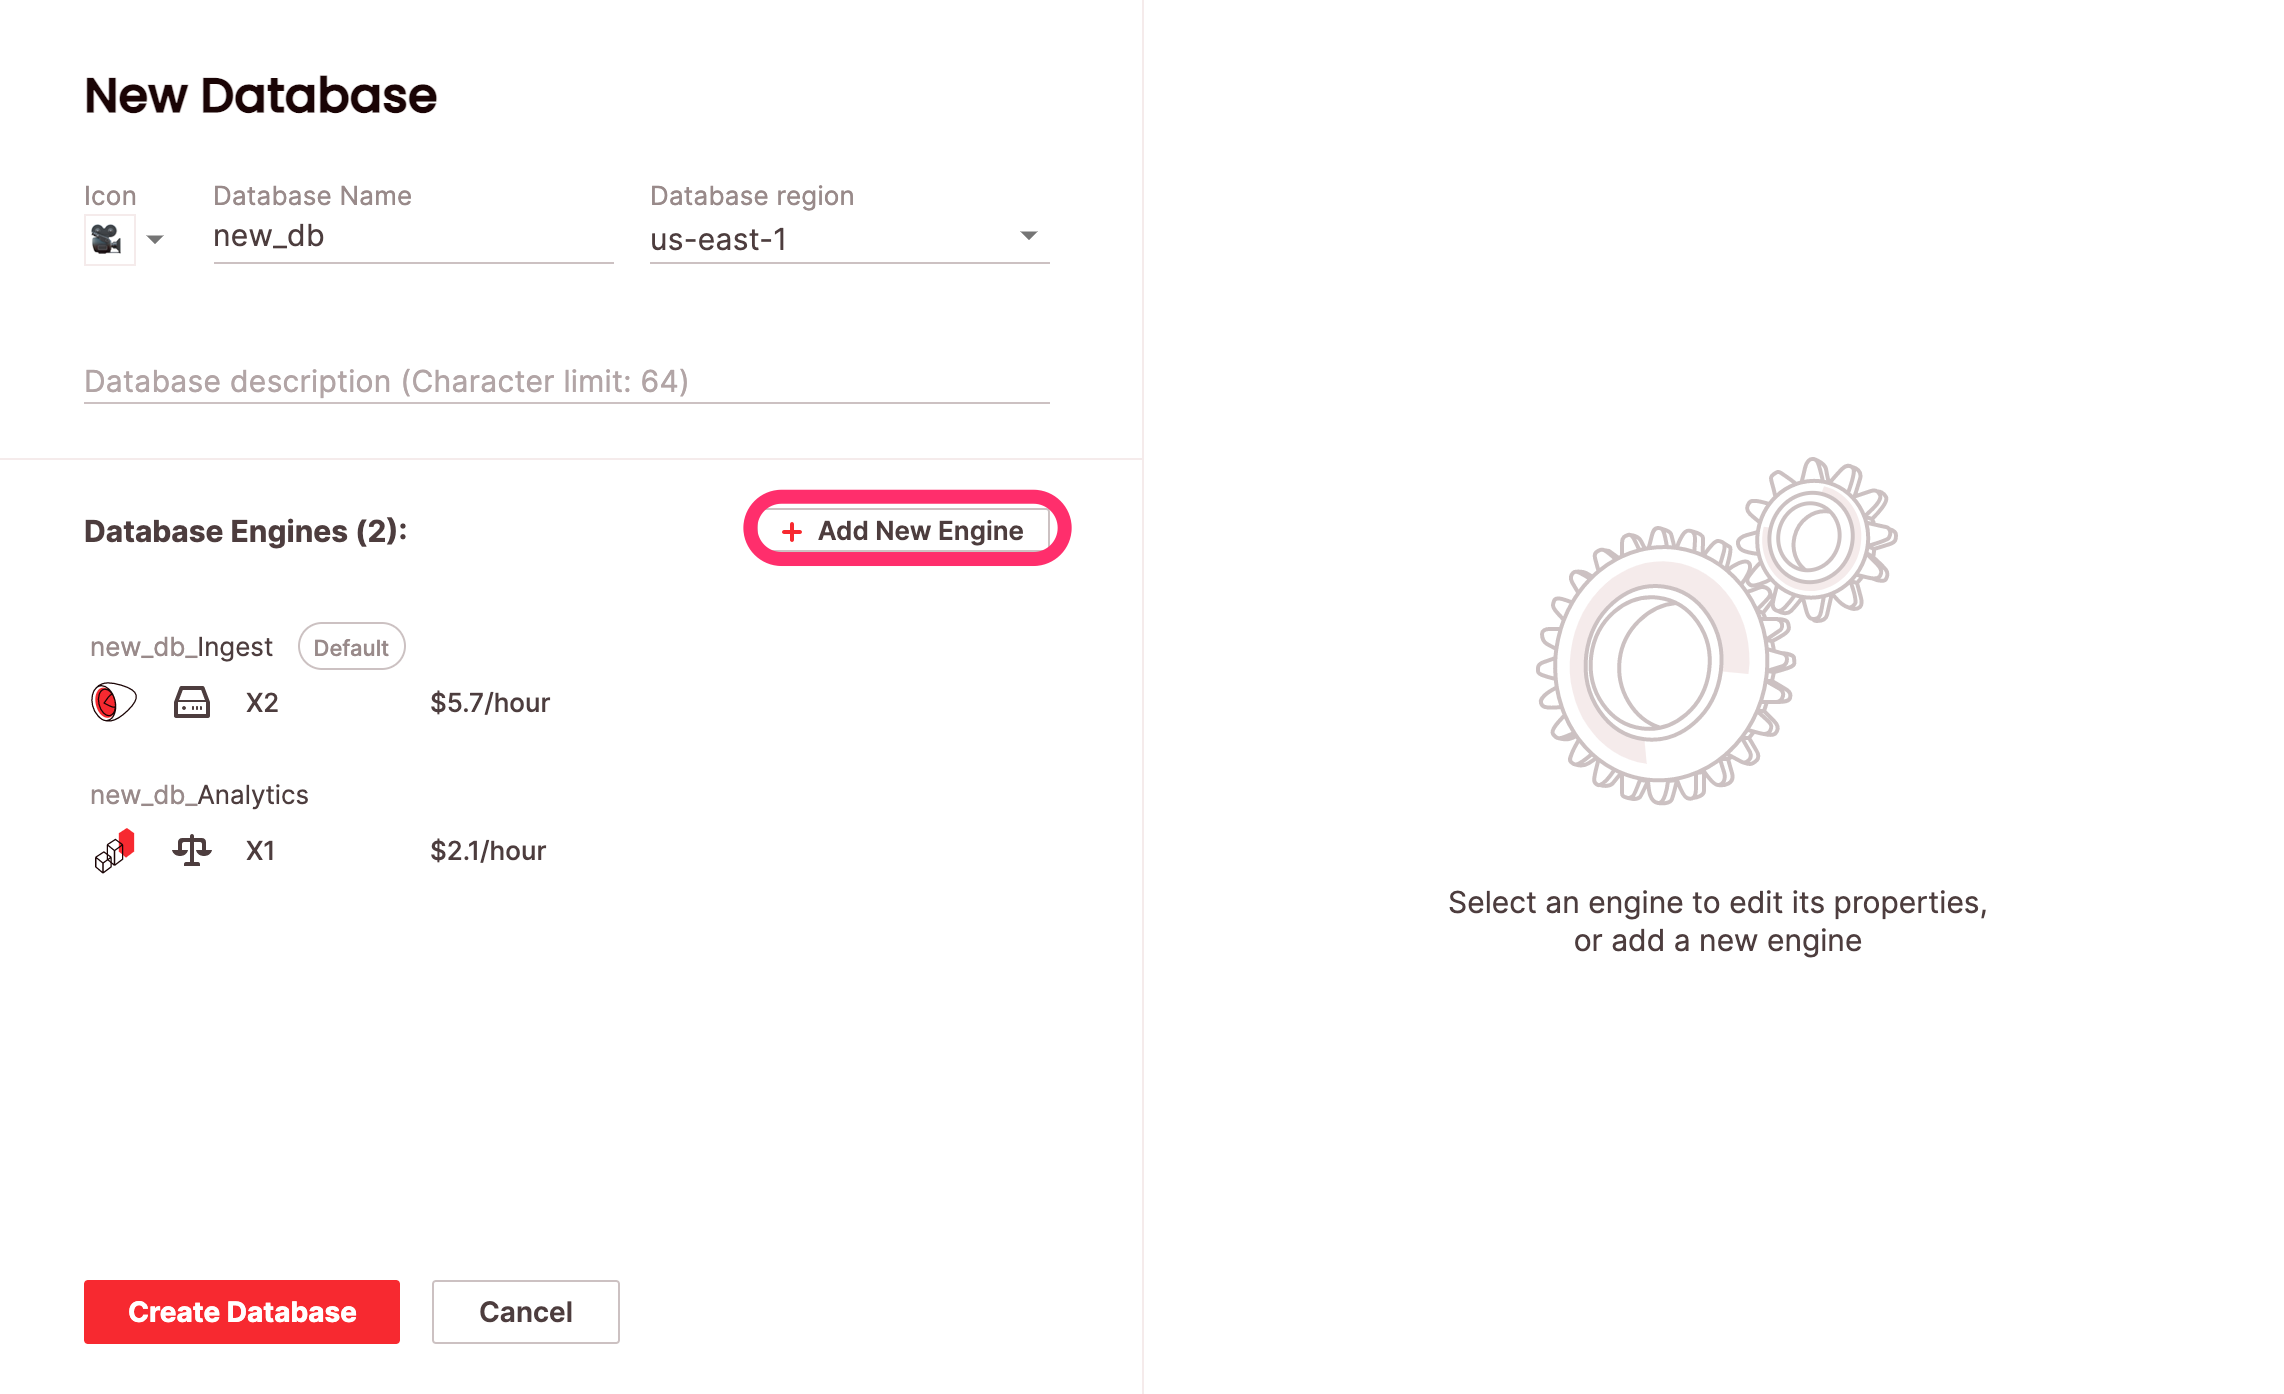 New Database
Icon
Database Name
Database region
new_db
us-east-1
Database description (Character limit: 64)
Database Engines (2):
+ Add New Engine
new_db_Ingest
Default
X2
$5.7/hour
new_db_Analytics
X1
$2.1/hour
Select an engine to edit its properties,
or add a new engine
Create Database
Cancel